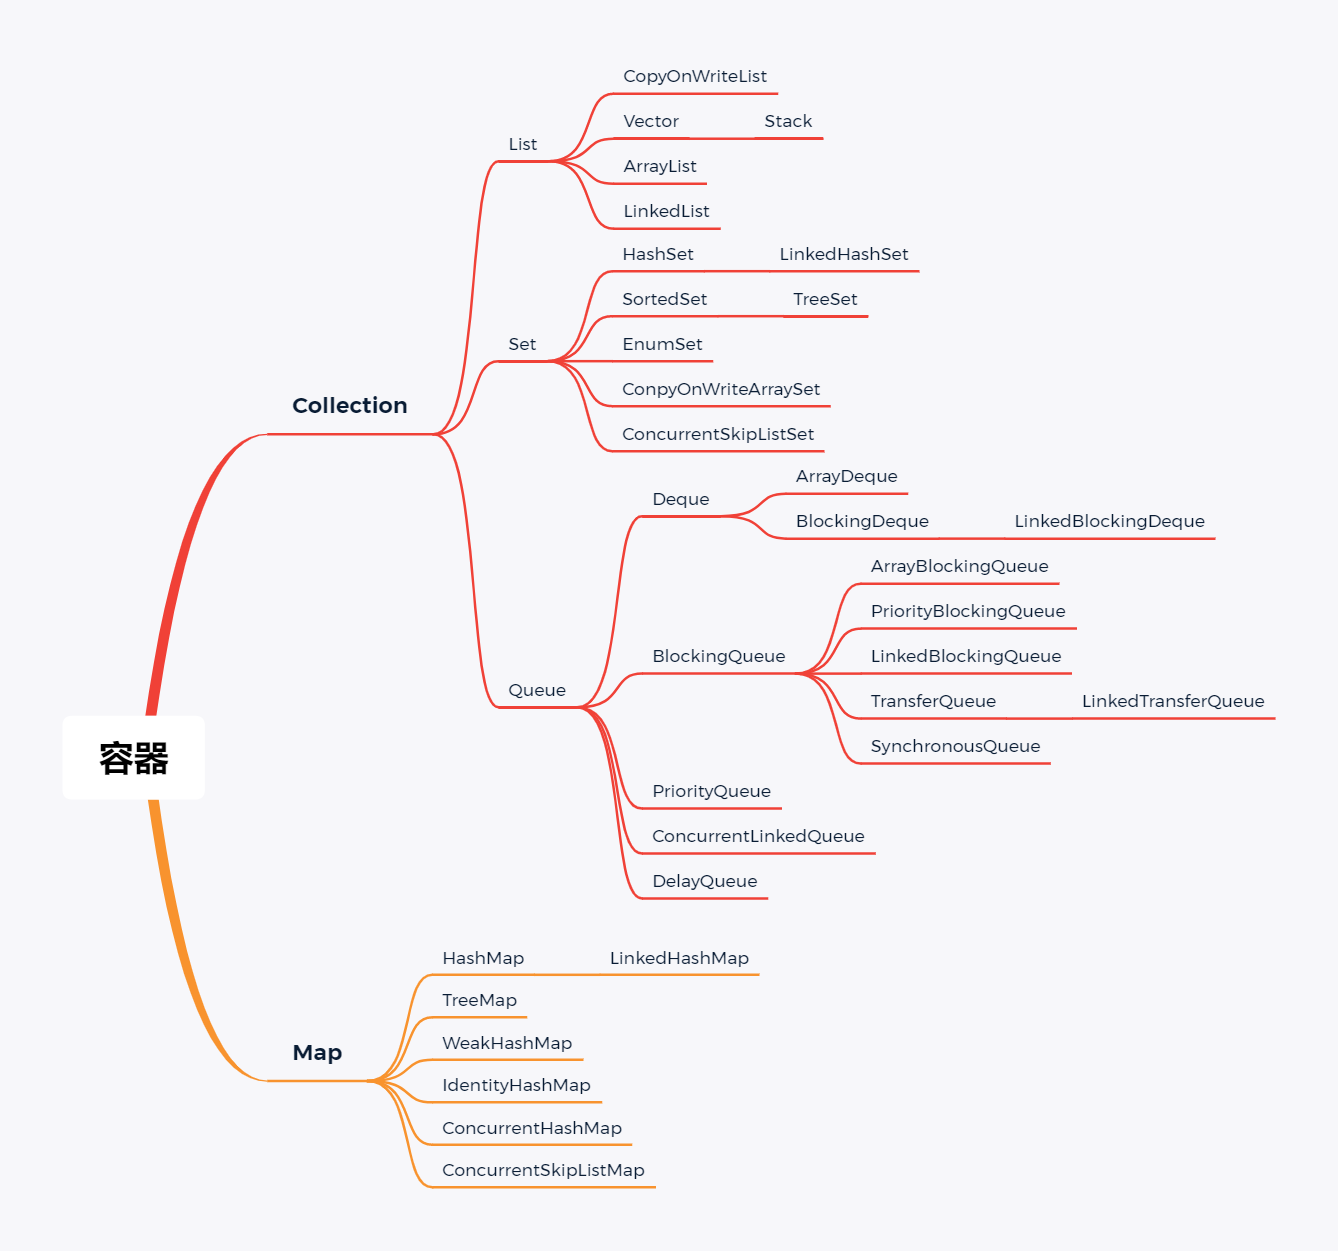 容器
Collection
List
CopyOnWriteList
Vector
Stack
ArrayList
LinkedList
Set
HashSet
LinkedHashSet
SortedSet
TreeSet
EnumSet
ConpyOnWriteArraySet
ConcurrentSkipListSet
Queue
Deque
ArrayDeque
BlockingDeque
LinkedBlockingDeque
BlockingQueue
ArrayBlockingQueue
PriorityBlockingQueue
LinkedBlockingQueue
TransferQueue
LinkedTransferQueue
SynchronousQueue
PriorityQueue
ConcurrentLinkedQueue
DelayQueue
Map
HashMap
LinkedHashMap
TreeMap
WeakHashMap
IdentityHashMap
ConcurrentHashMap
ConcurrentSkipListMap